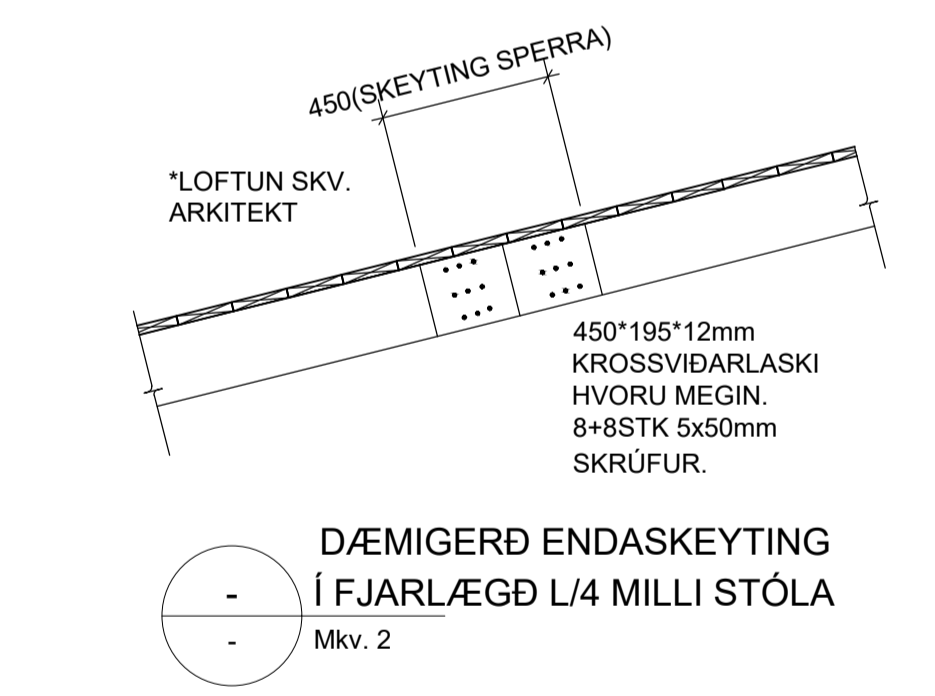 450(SKEYTING SPERRA)
*LOFTUN SKV.
ARKITEKT
450*195*12mm
KROSSVIÐARLASKI
HVORU MEGIN.
8+8STK 5x50mm
SKRÚFUR.
-
-
DÆMIGERÐ ENDASKEYTING
Í FJARLÆGÐ L/4 MILLI STÓLA
Mkv. 2